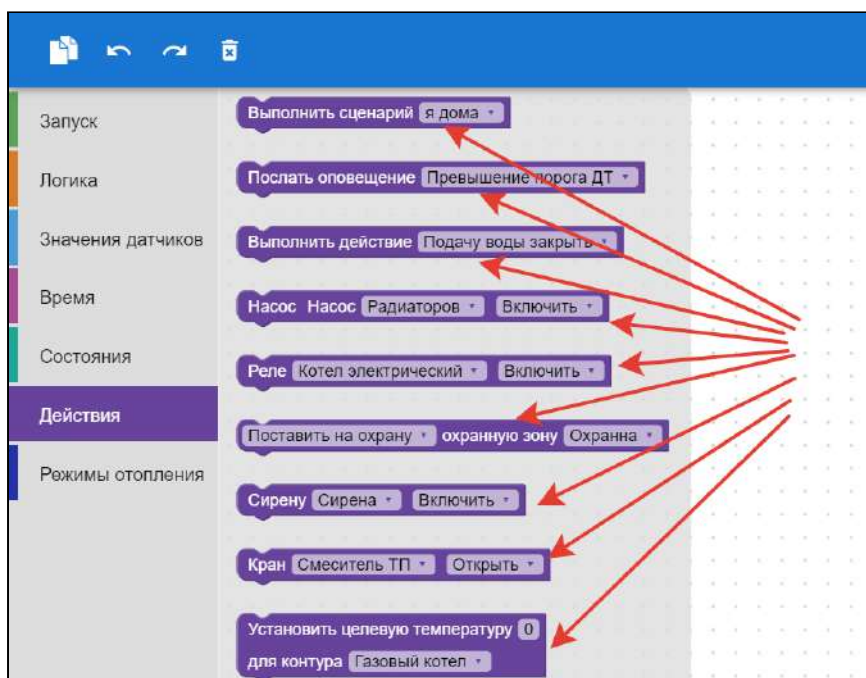 Запуск
Логика
Значения датчиков
Время
Состояния
Действия
Режимы отопления
Выполнить сценарий я дома
Послать оповещение Превышение порога ДТ
Выполнить действие Подачу воды закрыть
Насос Насос Радиаторов Включить
Реле Котел электрический Включить
Поставить на охрану охранную зону Охранна
Сирену Сирена Включить
Кран Смеситель ТП Открыть
Установить целевую температуру 0
для контура Газовый котел